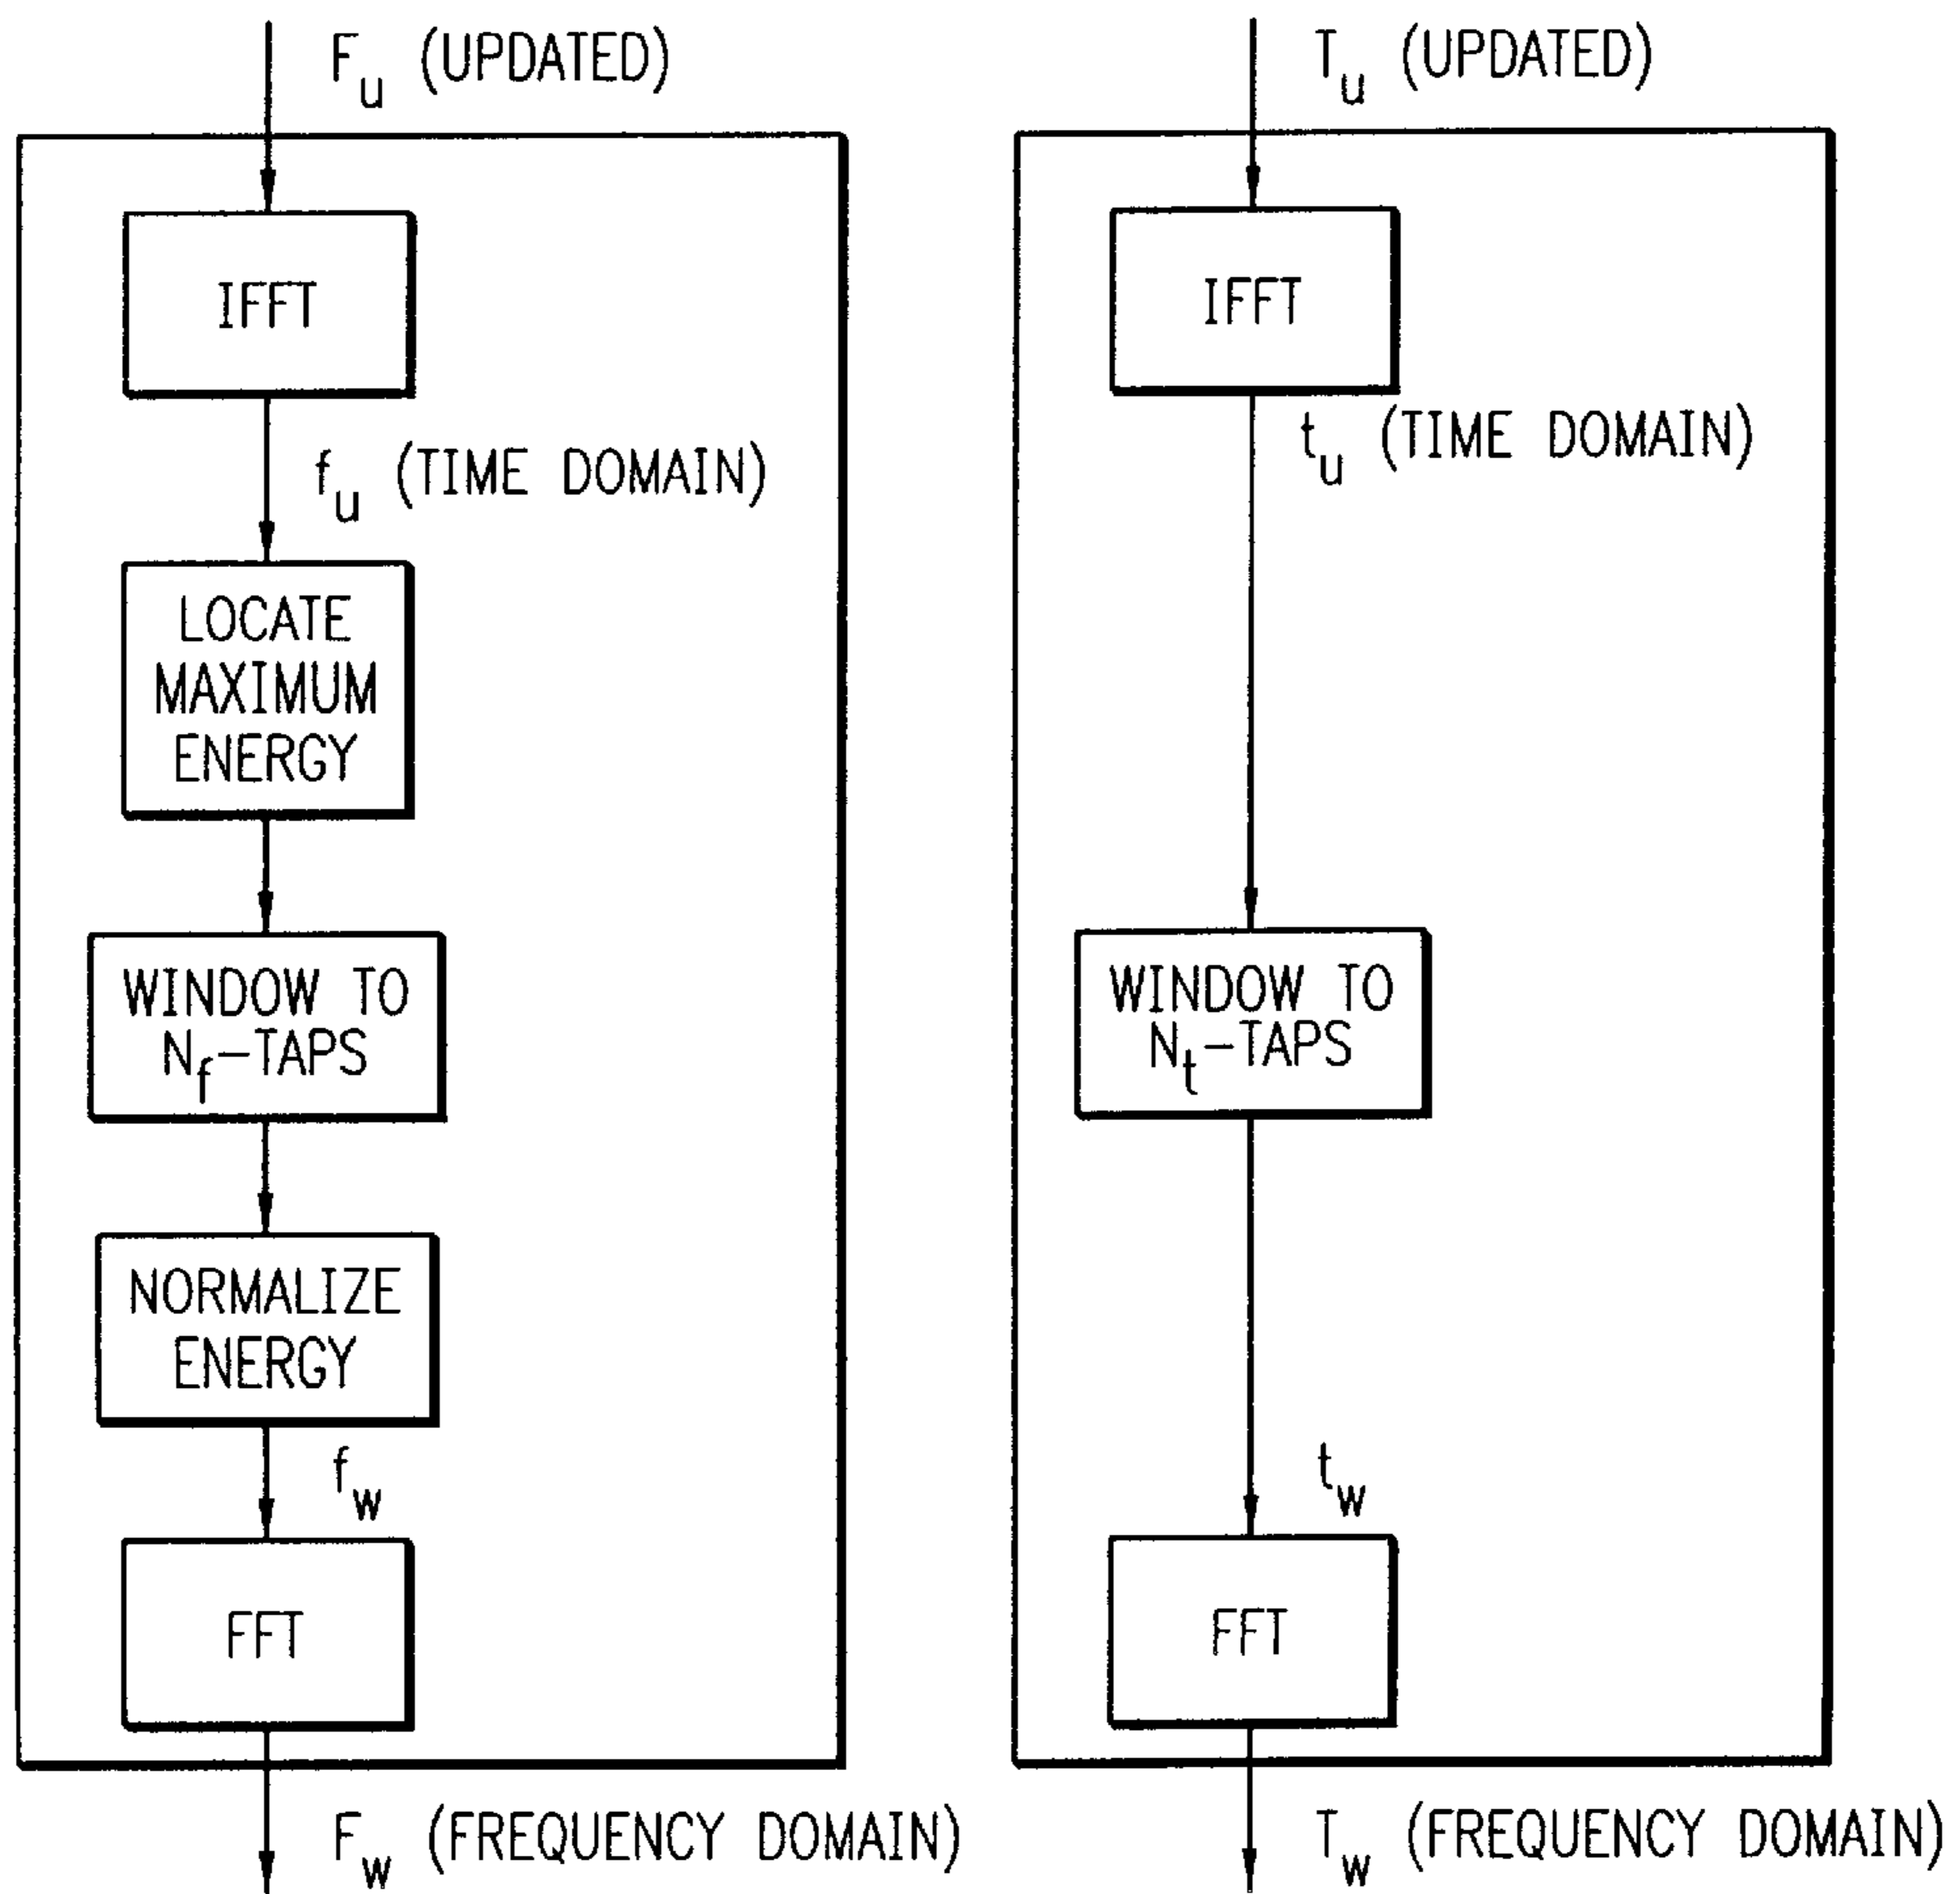 F_u (UPDATED)
IFFT
f_u (TIME DOMAIN)
LOCATE
MAXIMUM
ENERGY
WINDOW TO
N_f-TAPS
NORMALIZE
ENERGY
f_w
FFT
F_w (FREQUENCY DOMAIN)
T_u (UPDATED)
IFFT
t_u (TIME DOMAIN)
WINDOW TO
N_t-TAPS
t_w
FFT
T_w (FREQUENCY DOMAIN)